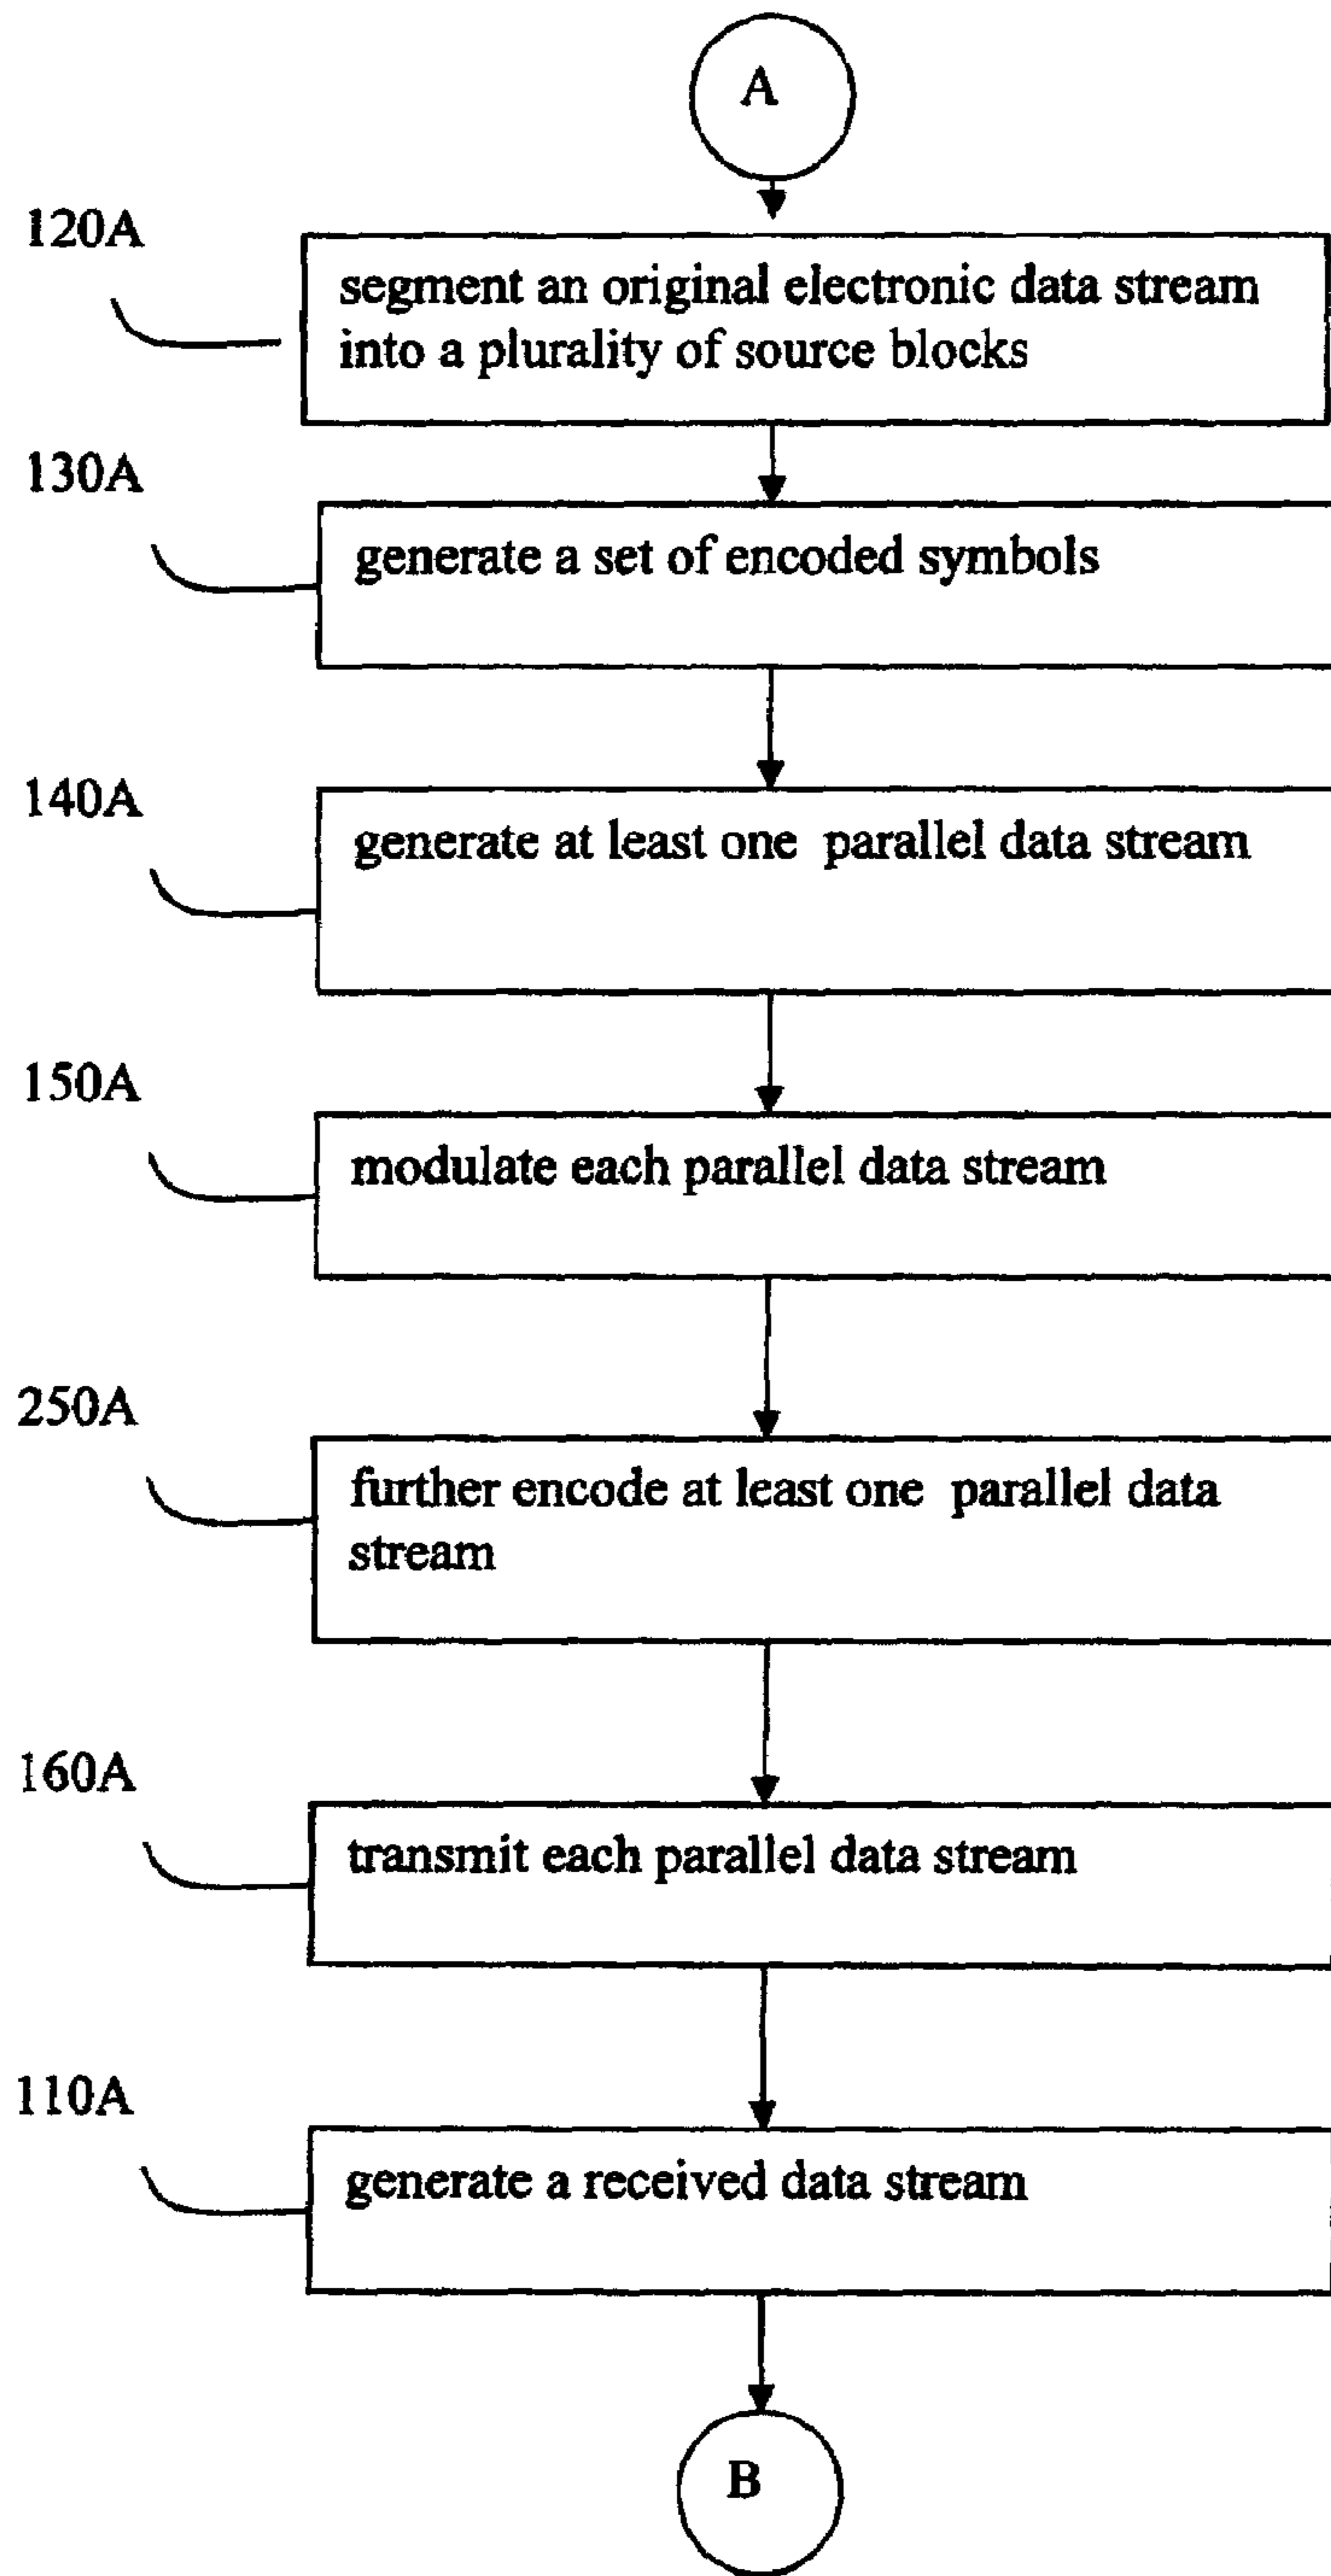 A
120A
segment an original electronic data stream
into a plurality of source blocks
130A
generate a set of encoded symbols
140A
generate at least one parallel data stream
150A
modulate each parallel data stream
250A
further encode at least one parallel data
stream
160A
transmit each parallel data stream
110A
generate a received data stream
B